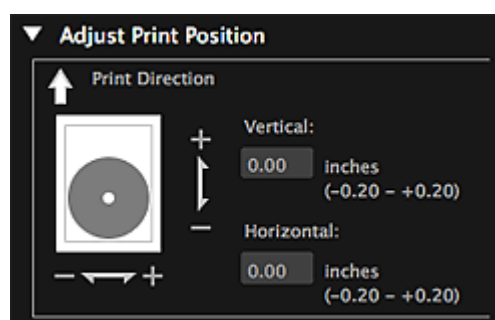 ▼ Adjust Print Position
Print Direction
+
Vertical:
0.00 inches
(–0.20 – +0.20)
–
Horizontal:
– +
0.00 inches
(–0.20 – +0.20)